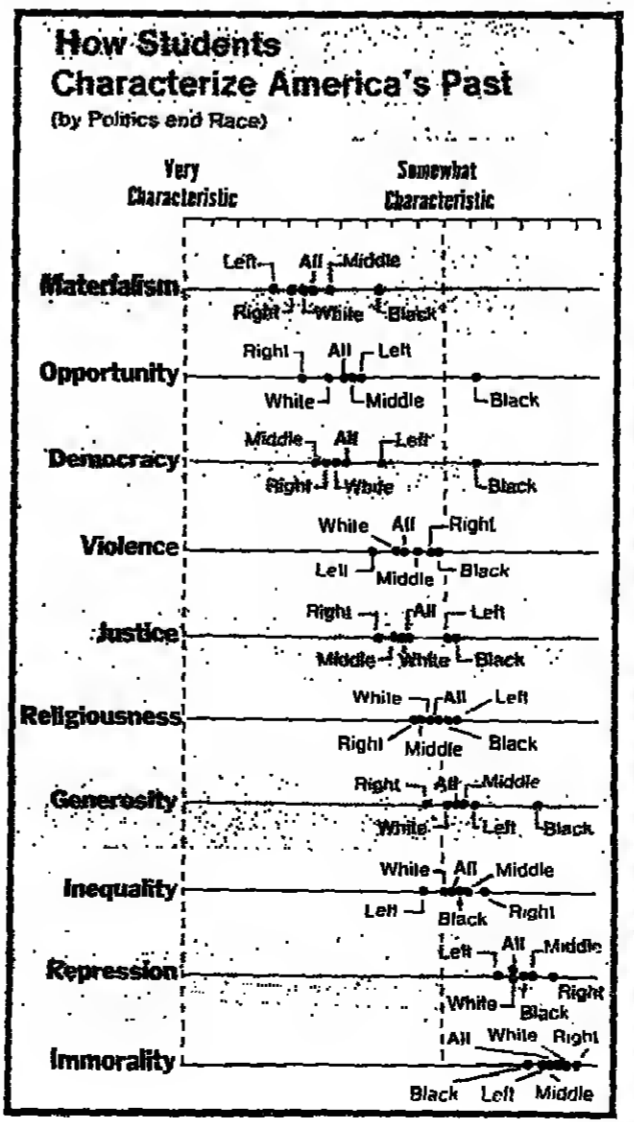 How Students
Characterize America's Past
(by Politics and Race)
Very Somewhat
Characteristic Characteristic
Left All Middle
Materialism
Right White Black
Right All Left
Opportunity
White Middle Black
Middle All Left
Democracy
Right White Black
White All Right
Violence
Left Middle Black
Right All Left
Justice
Middle White Black
White All Left
Religiousness
Right Middle Black
Right All Middle
Generosity
White Left Black
White All Middle
Inequality
Left Black Right
Left All Middle
Repression
White Black Right
All White Right
Immorality
Black Left Middle